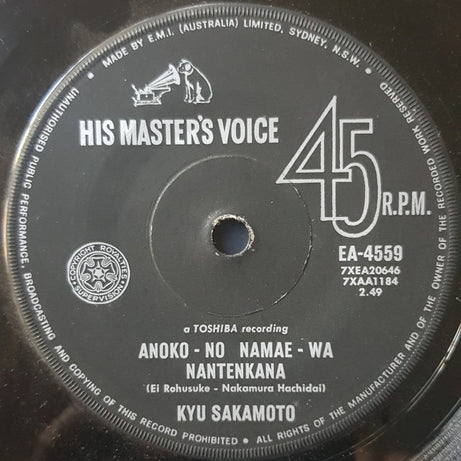 • MADE BY E.M.I. (AUSTRALIA) LIMITED, SYDNEY, N.S.W. •
HIS MASTER'S VOICE
45
R.P.M.
EA-4559
7XEA20646
7XAA1184
2.49
COPYRIGHT ROYALTIES
SUPERVISION
a TOSHIBA recording
ANOKO - NO NAMAE - WA
NANTENKANA
(Ei Rohusuke - Nakamura Hachidai)
KYU SAKAMOTO
UNAUTHORISED PUBLIC PERFORMANCE, BROADCASTING AND COPYING OF THIS RECORD PROHIBITED • ALL RIGHTS OF THE MANUFACTURER AND OF THE OWNER OF THE RECORDED WORK RESERVED